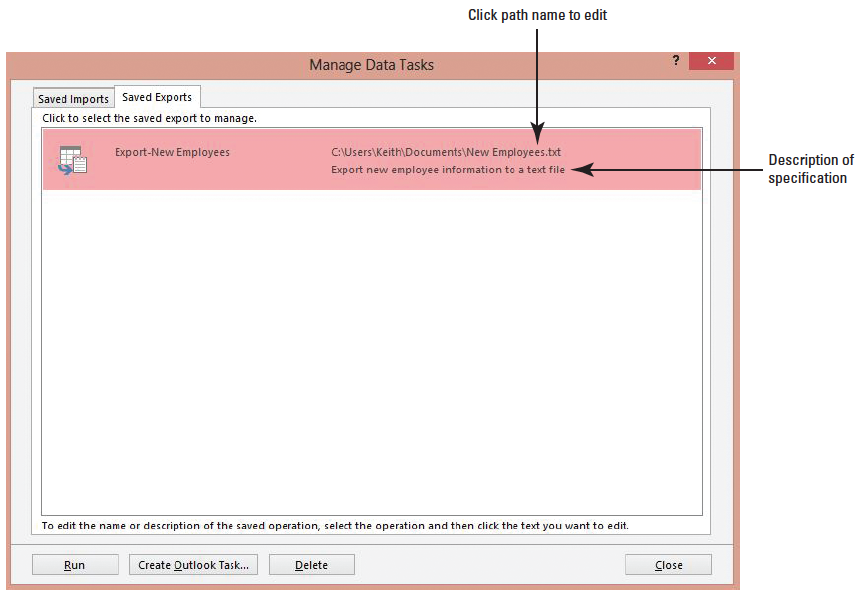 Click path name to edit
Manage Data Tasks
?
Saved Imports
Saved Exports
Click to select the saved export to manage.
Export-New Employees
C:\Users\Keith\Documents\New Employees.txt
Export new employee information to a text file
Description of
specification
To edit the name or description of the saved operation, select the operation and then click the text you want to edit.
Run
Create Outlook Task...
Delete
Close